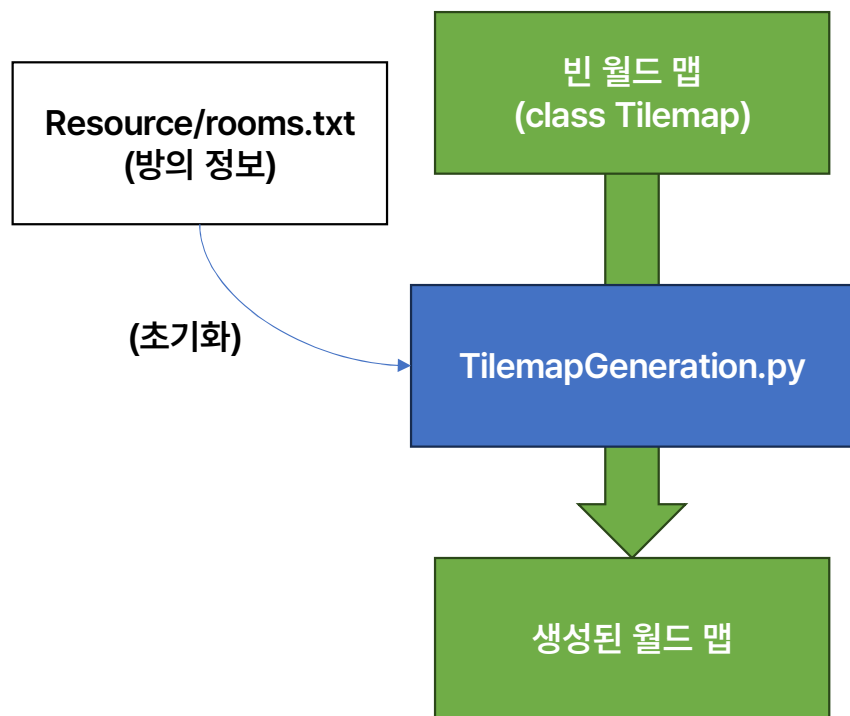 빈 월드 맵
(class Tilemap)
Resource/rooms.txt
(방의 정보)
(초기화)
TilemapGeneration.py
생성된 월드 맵